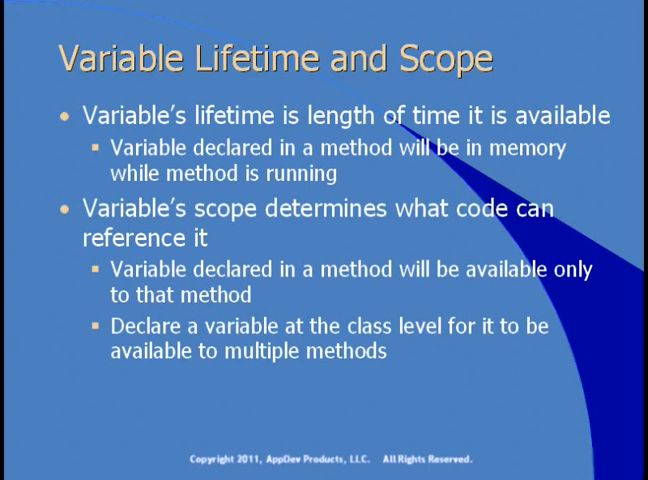 Variable Lifetime and Scope
• Variable's lifetime is length of time it is available
▪ Variable declared in a method will be in memory
while method is running
• Variable's scope determines what code can
reference it
▪ Variable declared in a method will be available only
to that method
▪ Declare a variable at the class level for it to be
available to multiple methods
Copyright 2011, AppDev Products, LLC. All Rights Reserved.